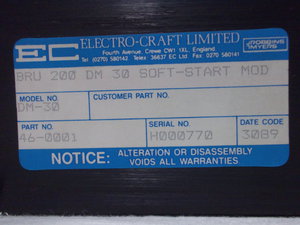 EC ELECTRO-CRAFT LIMITED
ROBBINS MYERS
Fourth Avenue, Crewe CW1 1XL, England.
(0270) 580142 Telex 36637 EC Ltd Fax 0270 580141
BRU 200 DM 30 SOFT-START MOD
MODEL NO. CUSTOMER PART NO.
DM-30
PART NO. SERIAL NO. DATE CODE
46-0001 H000770 3089
NOTICE: ALTERATION OR DISASSEMBLY
VOIDS ALL WARRANTIES